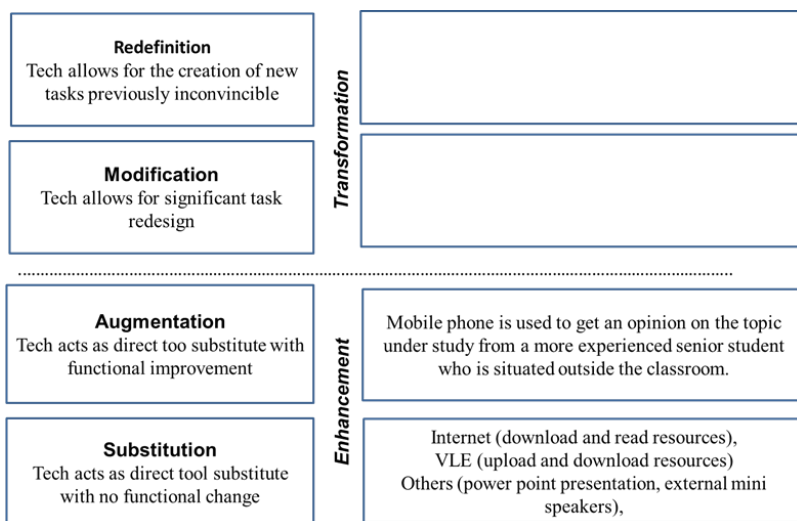 Redefinition
Tech allows for the creation of new
tasks previously inconvincible
Transformation
Modification
Tech allows for significant task
redesign
Augmentation
Tech acts as direct too substitute with
functional improvement
Enhancement
Mobile phone is used to get an opinion on the topic
under study from a more experienced senior student
who is situated outside the classroom.
Substitution
Tech acts as direct tool substitute
with no functional change
Internet (download and read resources),
VLE (upload and download resources)
Others (power point presentation, external mini
speakers),